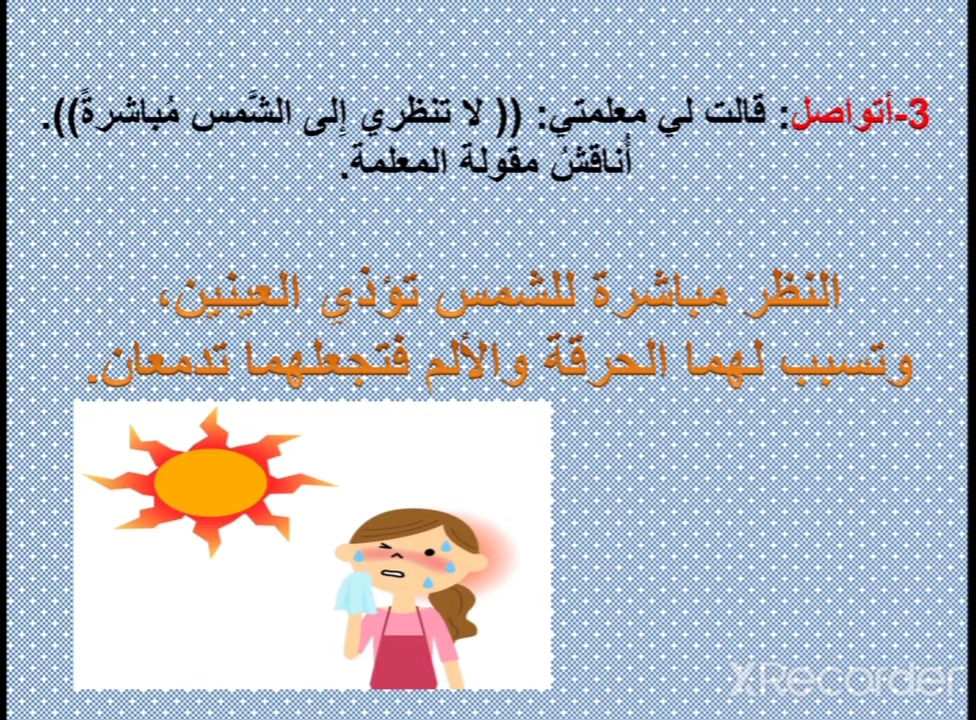 3-أتواصل: قالت لي معلمتي: (( لا تنظري إِلى الشَّمس مُباشرةً)).
أُناقشُ مقولة المعلمة.
النظر مباشرة للشمس تؤذي العينين،
وتسبب لهما الحرقة والألم فتجعلهما تدمعان.
XRecorder